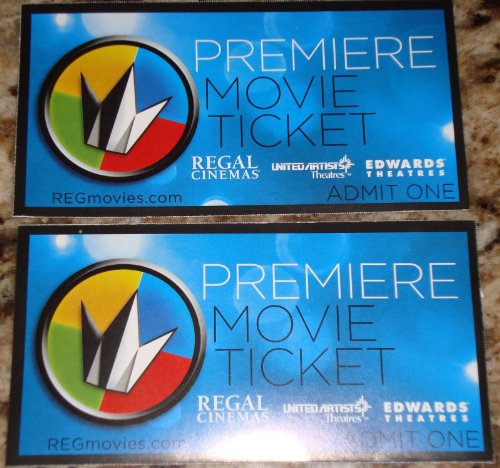 PREMIERE
MOVIE
TICKET
REGAL
CINEMAS
UNITED ARTISTS
Theatres
EDWARDS
THEATRES
REGmovies.com
ADMIT ONE
PREMIERE
MOVIE
TICKET
REGAL
CINEMAS
UNITED ARTISTS
Theatres
EDWARDS
THEATRES
REGmovies.com
ADMIT ONE